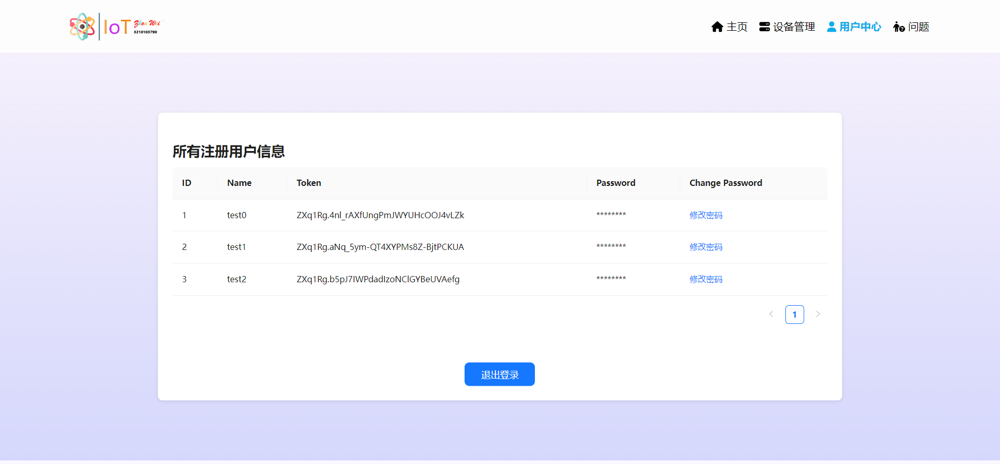 IoT Zhou Wei
3210103790
主页 设备管理 用户中心 问题
所有注册用户信息
ID Name Token Password Change Password
1 test0 ZXq1Rg.4nl_rAXfUngPmJWYUHcOOJ4vLZk ******** 修改密码
2 test1 ZXq1Rg.aNq_5ym-QT4XYPMs8Z-BjtPCKUA ******** 修改密码
3 test2 ZXq1Rg.b5pJ7IWPdadIzoNClGYBeUVAefg ******** 修改密码
< 1 >
退出登录